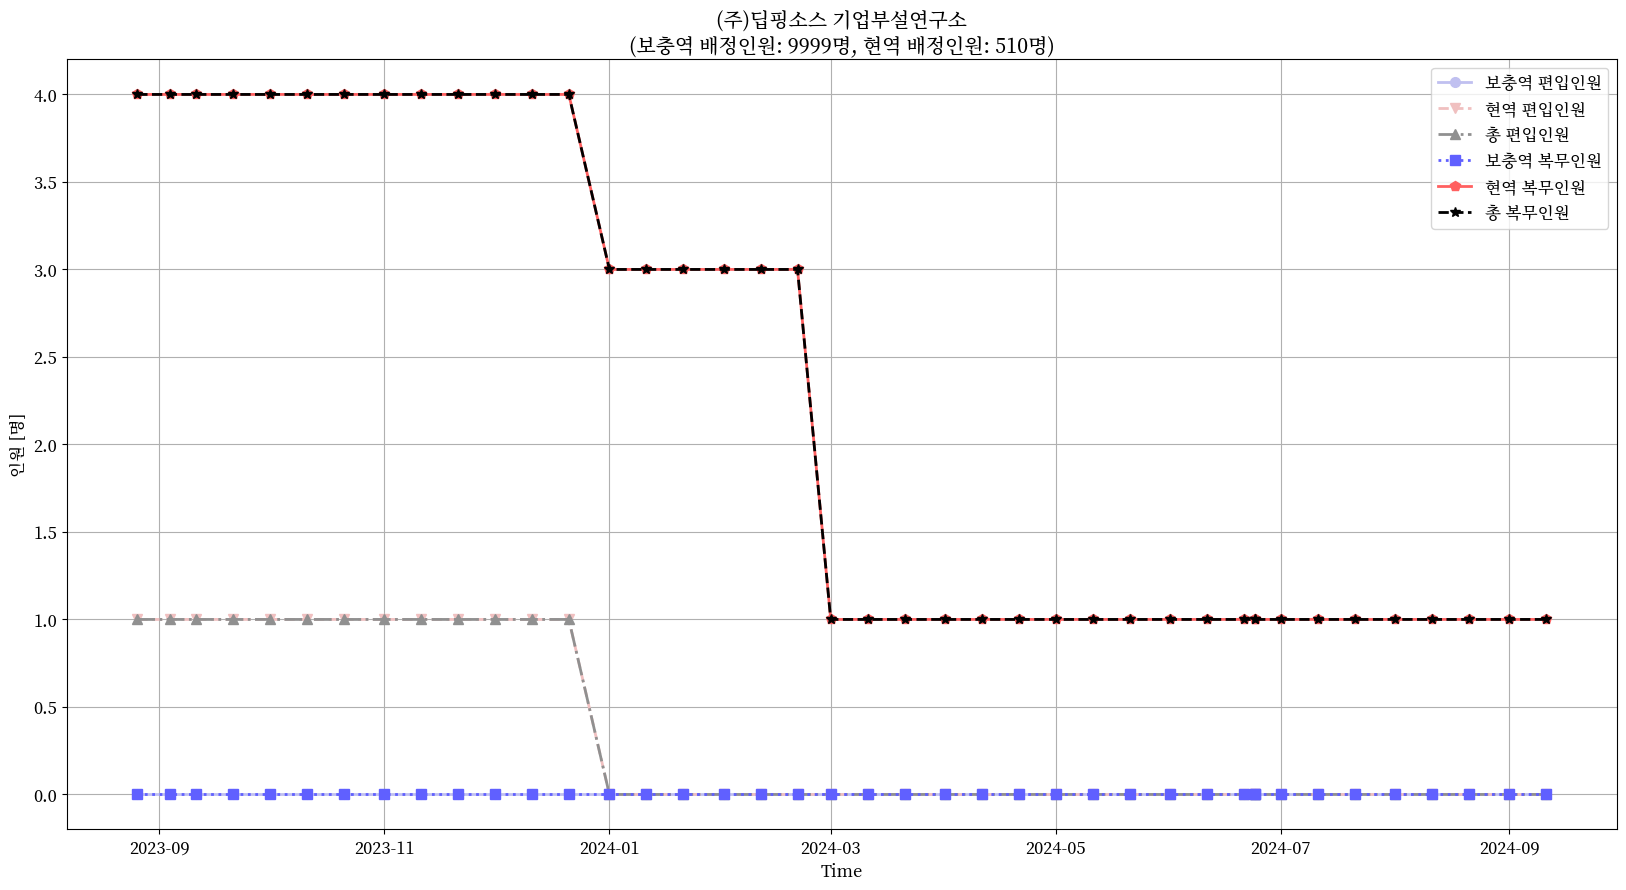 (주)딥핑소스 기업부설연구소
(보충역 배정인원: 9999명, 현역 배정인원: 510명)
보충역 편입인원
현역 편입인원
총 편입인원
보충역 복무인원
현역 복무인원
총 복무인원
인원 [명]
4.0
3.5
3.0
2.5
2.0
1.5
1.0
0.5
0.0
2023-09
2023-11
2024-01
2024-03
2024-05
2024-07
2024-09
Time